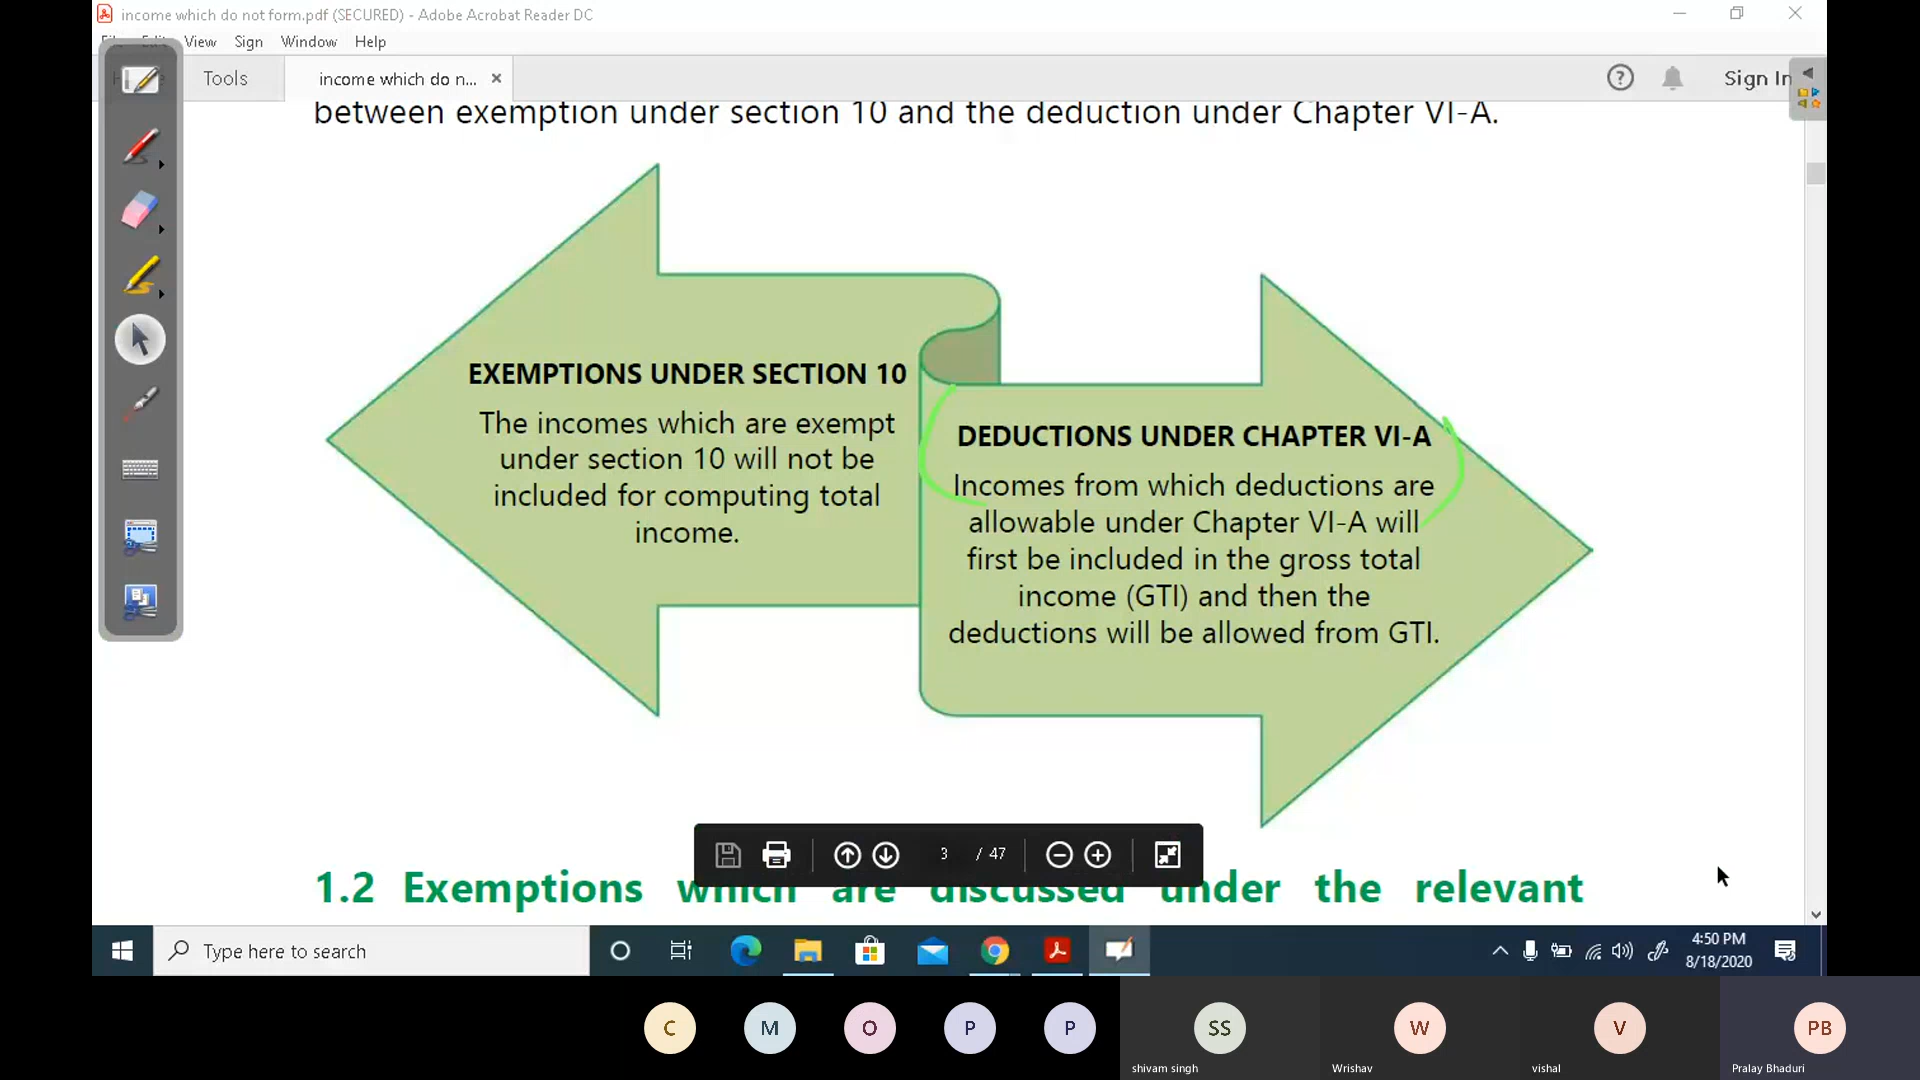 income which do not form.pdf (SECURED) - Adobe Acrobat Reader DC
View Sign Window Help
Tools
income which do n...
Sign In
between exemption under section 10 and the deduction under Chapter VI-A.
EXEMPTIONS UNDER SECTION 10
The incomes which are exempt
under section 10 will not be
included for computing total
income.
DEDUCTIONS UNDER CHAPTER VI-A
Incomes from which deductions are
allowable under Chapter VI-A will
first be included in the gross total
income (GTI) and then the
deductions will be allowed from GTI.
3 / 47
1.2 Exemptions which are discussed under the relevant
Type here to search
4:50 PM
8/18/2020
C M O P P SS W V PB
shivam singh Wrishav vishal Pralay Bhaduri